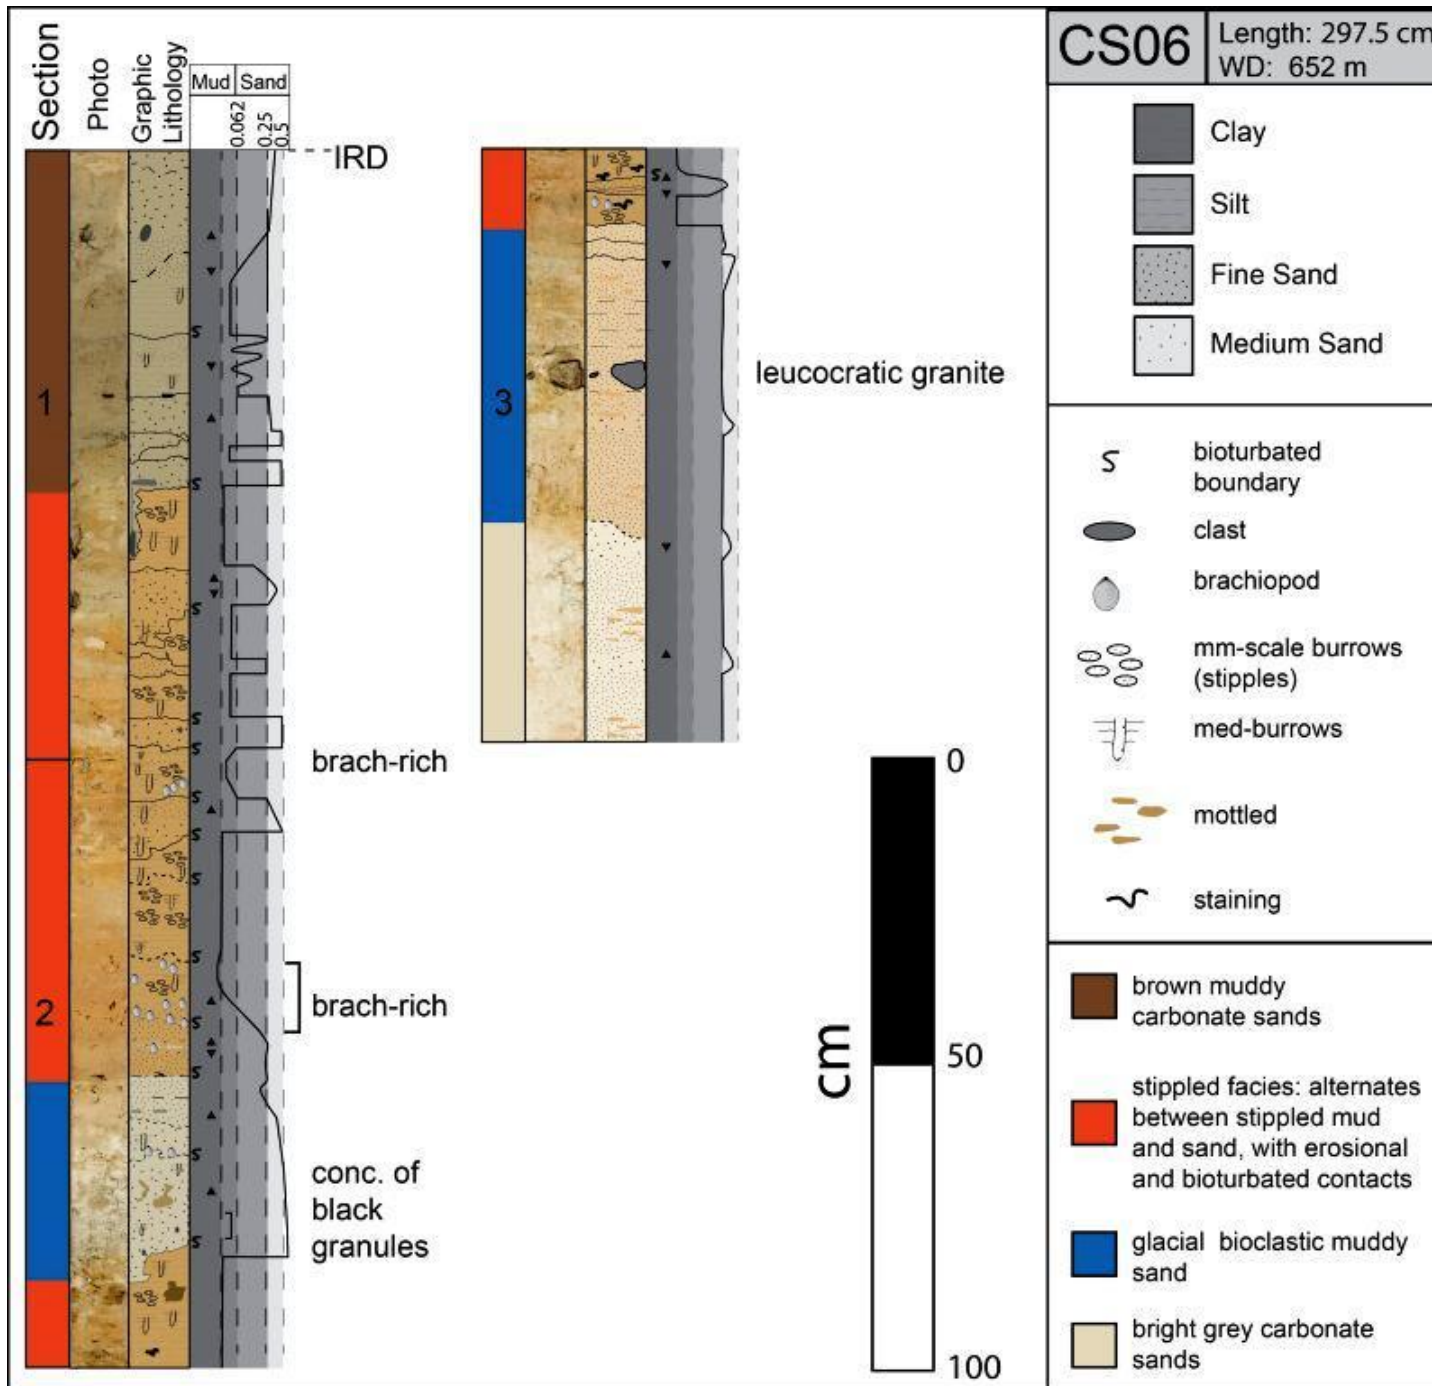 Section
Photo
Graphic
Lithology
Mud
Sand
0.062
0.25
0.5
IRD
1
brach-rich
2
brach-rich
conc. of
black
granules
S
3
leucocratic granite
cm
0
50
100
CS06
Length: 297.5 cm
WD: 652 m
Clay
Silt
Fine Sand
Medium Sand
S
bioturbated
boundary
clast
brachiopod
mm-scale burrows
(stipples)
med-burrows
mottled
staining
brown muddy
carbonate sands
stippled facies: alternates
between stippled mud
and sand, with erosional
and bioturbated contacts
glacial bioclastic muddy
sand
bright grey carbonate
sands